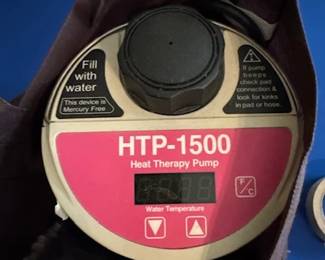 Fill
with
water
This device is
Mercury Free
If pump
beeps
check pad
connection &
look for kinks
in pad or hose.
HTP-1500
Heat Therapy Pump
F/C
Water Temperature